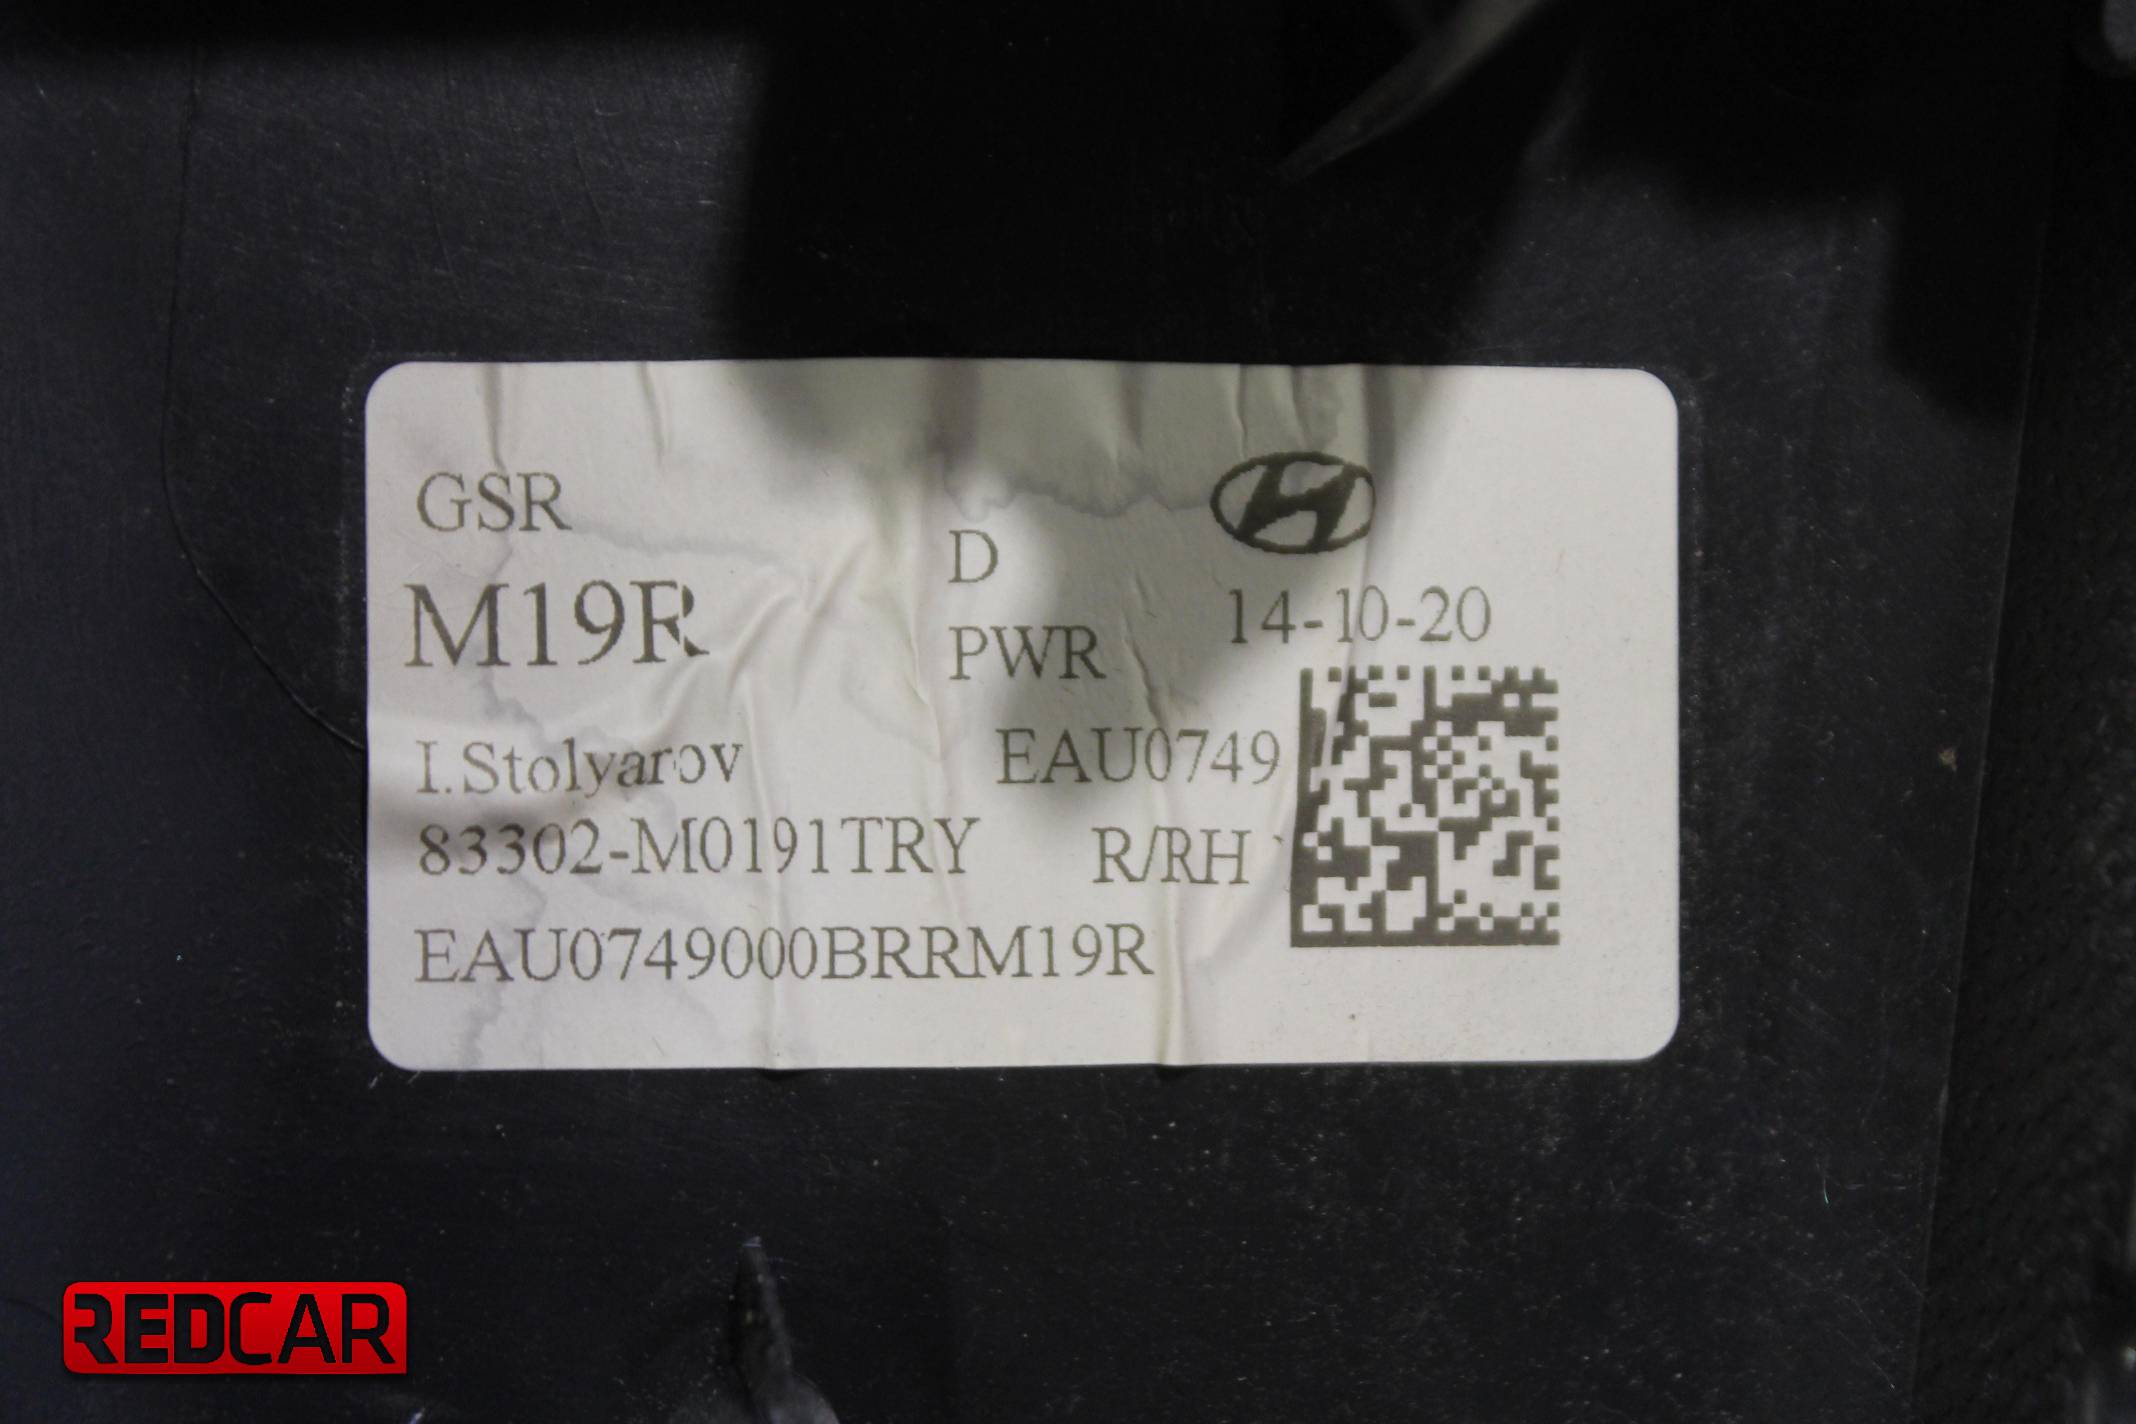 GSR
M19R
D
PWR
14-10-20
I.Stolyarov
EAU0749
83302-M0191TRY
R/RH
EAU0749000BRRM19R
REDCAR